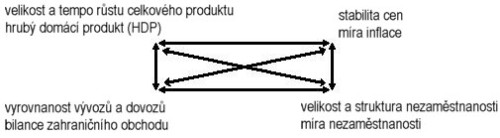 velikost a tempo růstu celkového produktu
hrubý domácí produkt (HDP)
stabilita cen
míra inflace
vyrovnanost vývozů a dovozů
bilance zahraničního obchodu
velikost a struktura nezaměstnanosti
míra nezaměstnanosti